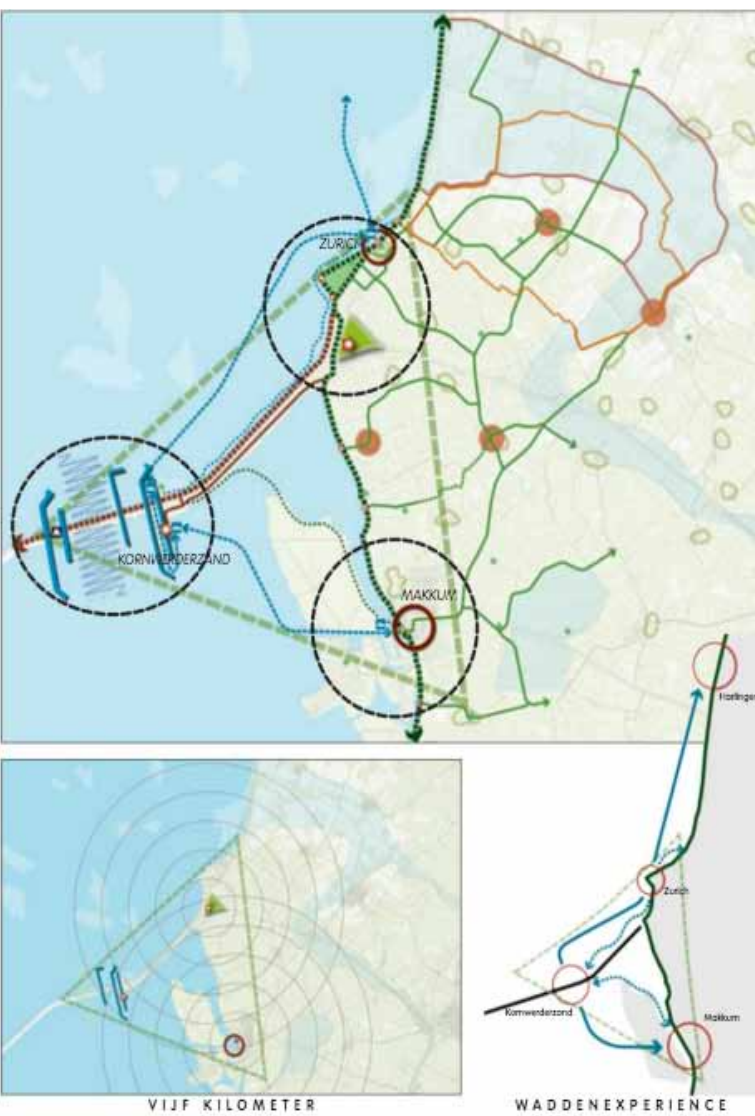 ZURICH
KORNWERDERZAND
MAKKUM
Harlingen
Zurich
Kornwerderzand
Makkum
VIJF KILOMETER
WADDENEXPERIENCE